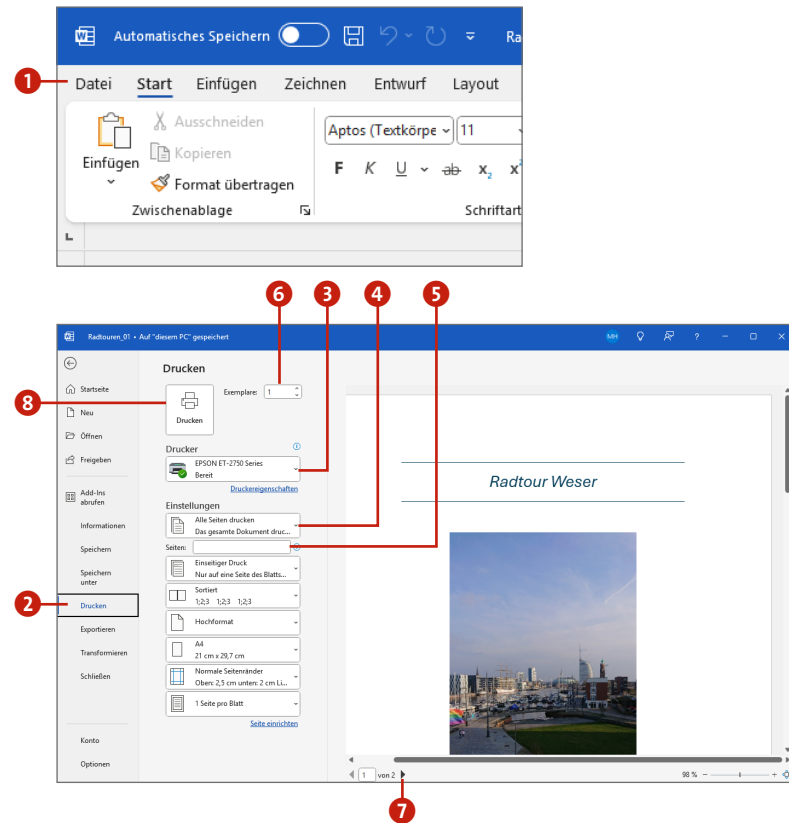 Automatisches Speichern
Ra
1
Datei Start Einfügen Zeichnen Entwurf Layout
Ausschneiden
Kopieren
Format übertragen
Einfügen
Zwischenablage
Aptos (Textkörpe 11
F K U ab x₂ x²
Schriftart
6 3 4 5
Radtouren_01 • Auf "diesem PC" gespeichert
MH ?
Drucken
Startseite
Neu
Öffnen
Freigeben
Add-Ins
abrufen
Informationen
Speichern
Speichern
unter
2
Drucken
Exportieren
Transformieren
Schließen
Konto
Optionen
8
Drucken
Exemplare: 1
Drucker
EPSON ET-2750 Series
Bereit
Druckereigenschaften
Einstellungen
Alle Seiten drucken
Das gesamte Dokument druc...
Seiten:
Einseitiger Druck
Nur auf eine Seite des Blatts...
Sortiert
1;2;3 1;2;3 1;2;3
Hochformat
A4
21 cm x 29,7 cm
Normale Seitenränder
Oben: 2,5 cm unten: 2 cm Li...
1 Seite pro Blatt
Seite einrichten
Radtour Weser
1 von 2
98 % − +
7